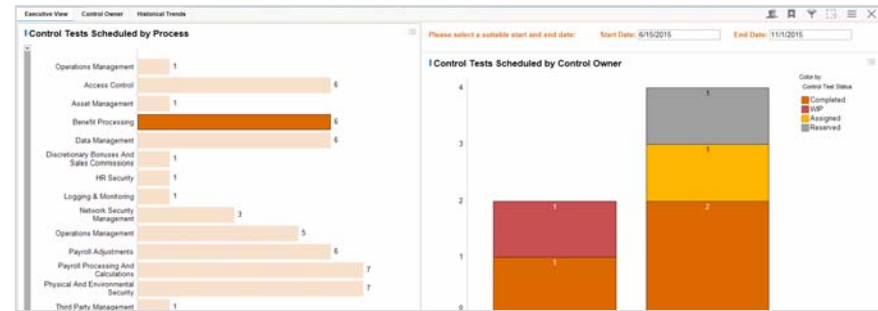 Executive View Control Owner Historical Trends
Control Tests Scheduled by Process
Operations Management 1
Access Control 6
Asset Management 1
Benefit Processing 6
Data Management 6
Discretionary Bonuses And
Sales Commissions 1
HR Security 1
Logging & Monitoring 1
Network Security
Management 3
Operations Management 5
Payroll Adjustments 6
Payroll Processing And
Calculations 7
Physical And Environmental
Security 7
Third Party Management 1
Please select a suitable start and end date: Start Date: 6/15/2015 End Date: 11/1/2015
Control Tests Scheduled by Control Owner
Color by
Control Test Status
Completed
WIP
Assigned
Reserved
4
3
2
1
0
1
1
1
1
2